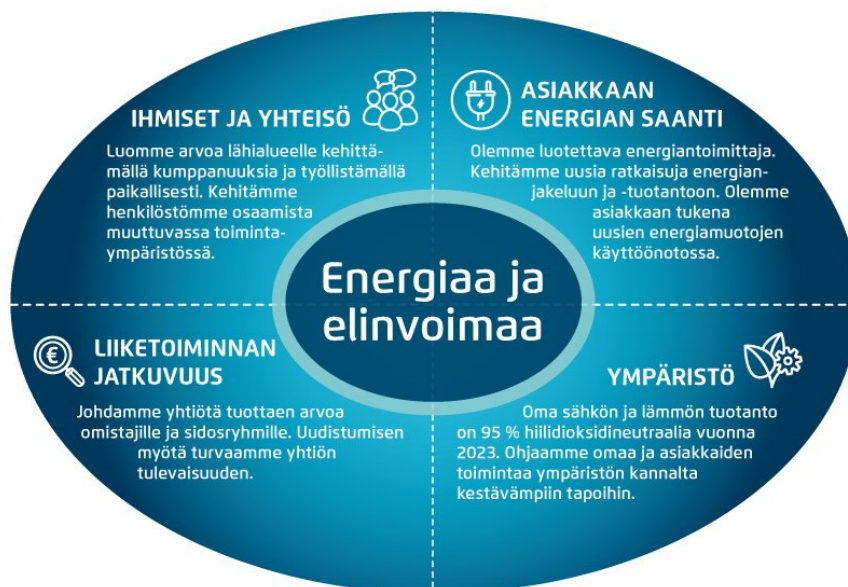 IHMISET JA YHTEISÖ
Luomme arvoa lähialueelle kehittä-
mällä kumppanuuksia ja työllistämällä
paikallisesti. Kehitämme
henkilöstömme osaamista
muuttuvassa toiminta-
ympäristössä.
ASIAKKAAN
ENERGIAN SAANTI
Olemme luotettava energiantoimittaja.
Kehitämme uusia ratkaisuja energian-
jakeluun ja -tuotantoon. Olemme
asiakkaan tukena
uusien energiamuotojen
käyttöönotossa.
Energiaa ja
elinvoimaa
€ LIIKETOIMINNAN
JATKUVUUS
Johdamme yhtiötä tuottaen arvoa
omistajille ja sidosryhmille. Uudistumisen
myötä turvaamme yhtiön
tulevaisuuden.
YMPÄRISTÖ
Oma sähkön ja lämmön tuotanto
on 95 % hiilidioksidineutraalia vuonna
2023. Ohjaamme omaa ja asiakkaiden
toimintaa ympäristön kannalta
kestävämpiin tapoihin.